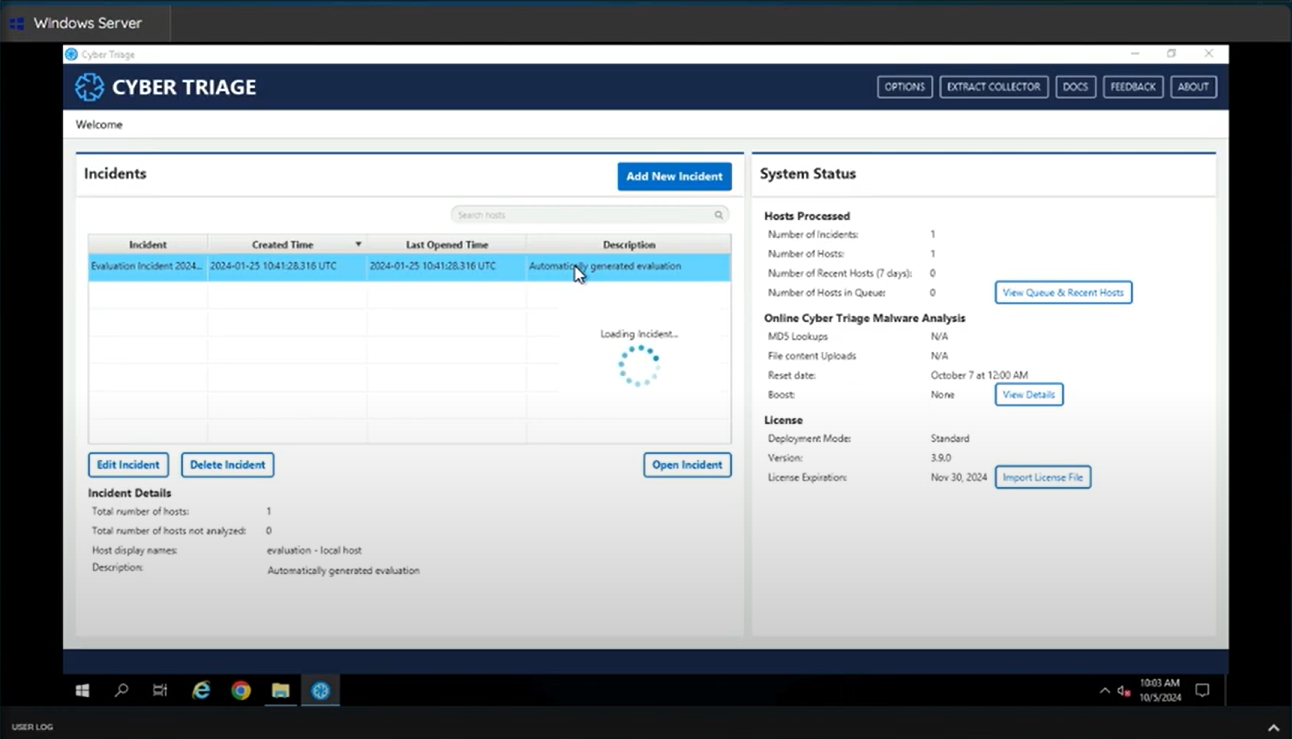 Windows Server
Cyber Triage
CYBER TRIAGE
OPTIONS
EXTRACT COLLECTOR
DOCS
FEEDBACK
ABOUT
Welcome
Incidents
Add New Incident
Search hosts
Incident Created Time Last Opened Time Description
Evaluation Incident 2024... 2024-01-25 10:41:28.316 UTC 2024-01-25 10:41:28.316 UTC Automatically generated evaluation
Loading Incident...
Edit Incident
Delete Incident
Open Incident
Incident Details
Total number of hosts: 1
Total number of hosts not analyzed: 0
Host display names: evaluation - local host
Description: Automatically generated evaluation
System Status
Hosts Processed
Number of Incidents: 1
Number of Hosts: 1
Number of Recent Hosts (7 days): 0
Number of Hosts in Queue: 0 View Queue & Recent Hosts
Online Cyber Triage Malware Analysis
MD5 Lookups N/A
File content Uploads N/A
Reset date: October 7 at 12:00 AM
Boost: None View Details
License
Deployment Mode: Standard
Version: 3.9.0
License Expiration: Nov 30, 2024 Import License File
10:03 AM
10/5/2024
USER LOG